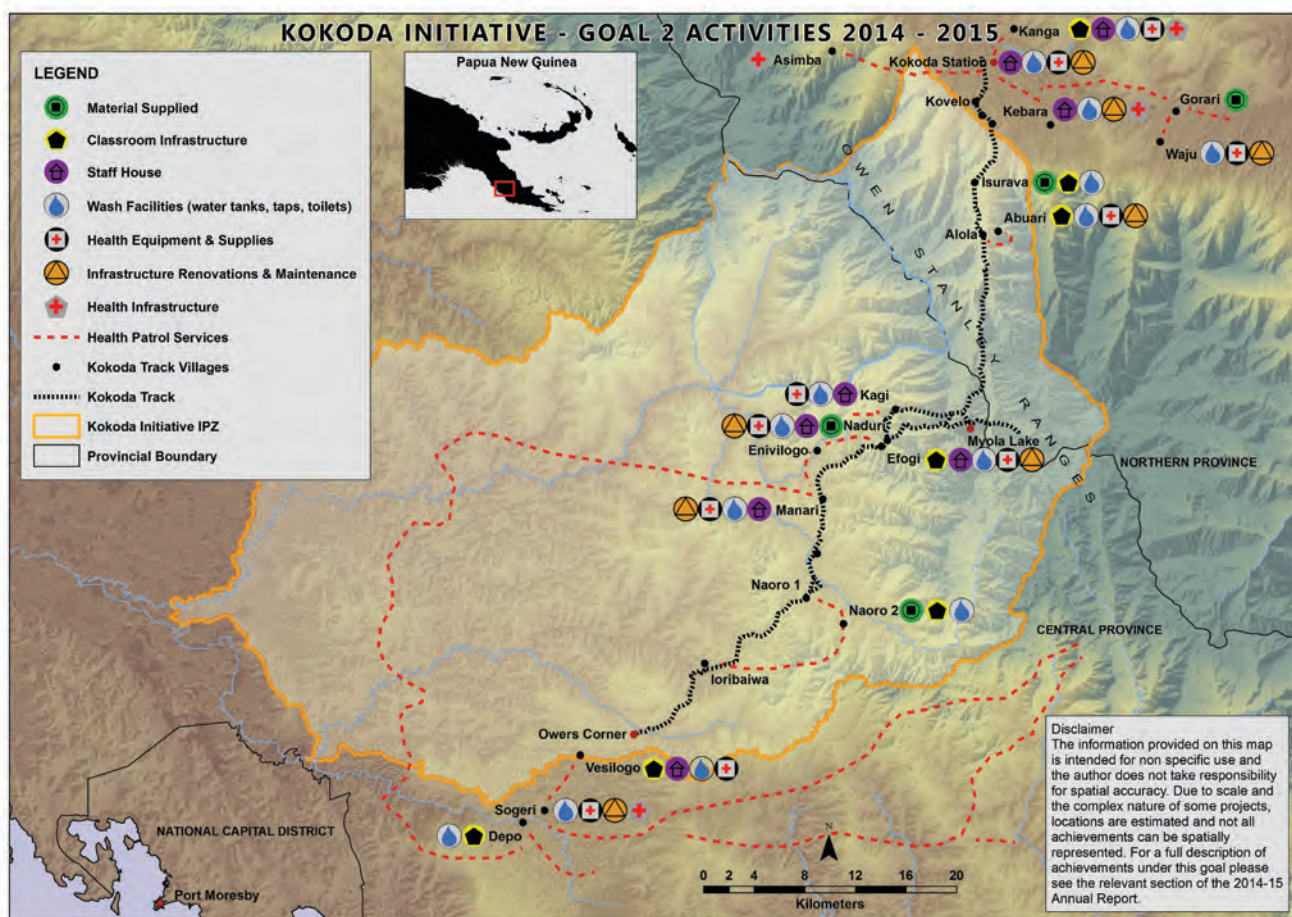 KOKODA INITIATIVE - GOAL 2 ACTIVITIES 2014 - 2015
LEGEND
Material Supplied
Classroom Infrastructure
Staff House
Wash Facilities (water tanks, taps, toilets)
Health Equipment & Supplies
Infrastructure Renovations & Maintenance
Health Infrastructure
Health Patrol Services
Kokoda Track Villages
Kokoda Track
Kokoda Initiative IPZ
Provincial Boundary
Papua New Guinea
Kanga
Asimba
Kokoda Station
Kovelo
Kebara
Gorari
Waju
Isurava
Abuari
Alola
OWEN STANLY RANGES
Kagi
Naduri
Myola Lake
Enivilogo
Efogi
NORTHERN PROVINCE
Manari
Naoro 1
Naoro 2
CENTRAL PROVINCE
Ioribaiwa
Owers Corner
Vesilogo
Sogeri
Depo
NATIONAL CAPITAL DISTRICT
Port Moresby
N
0 2 4 8 12 16 20
Kilometers
Disclaimer
The information provided on this map
is intended for non specific use and
the author does not take responsibility
for spatial accuracy. Due to scale and
the complex nature of some projects,
locations are estimated and not all
achievements can be spatially
represented. For a full description of
achievements under this goal please
see the relevant section of the 2014-15
Annual Report.